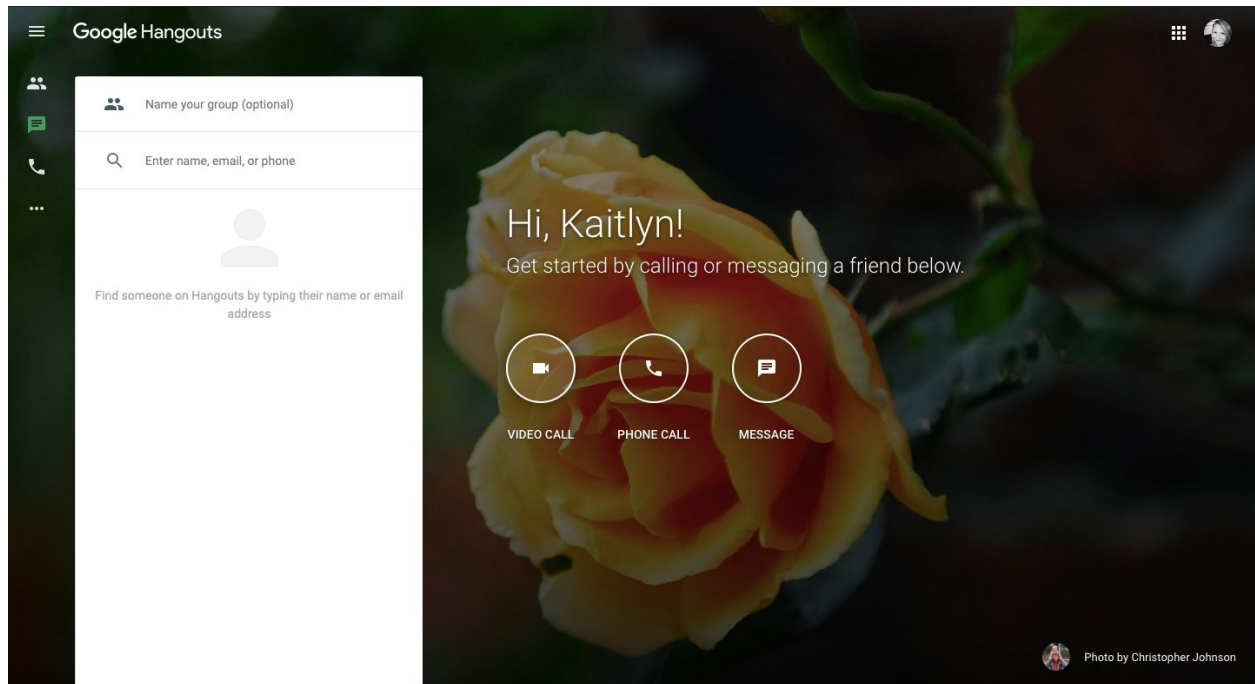 Google Hangouts
Name your group (optional)
Enter name, email, or phone
Find someone on Hangouts by typing their name or email
address
Hi, Kaitlyn!
Get started by calling or messaging a friend below.
VIDEO CALL
PHONE CALL
MESSAGE
Photo by Christopher Johnson